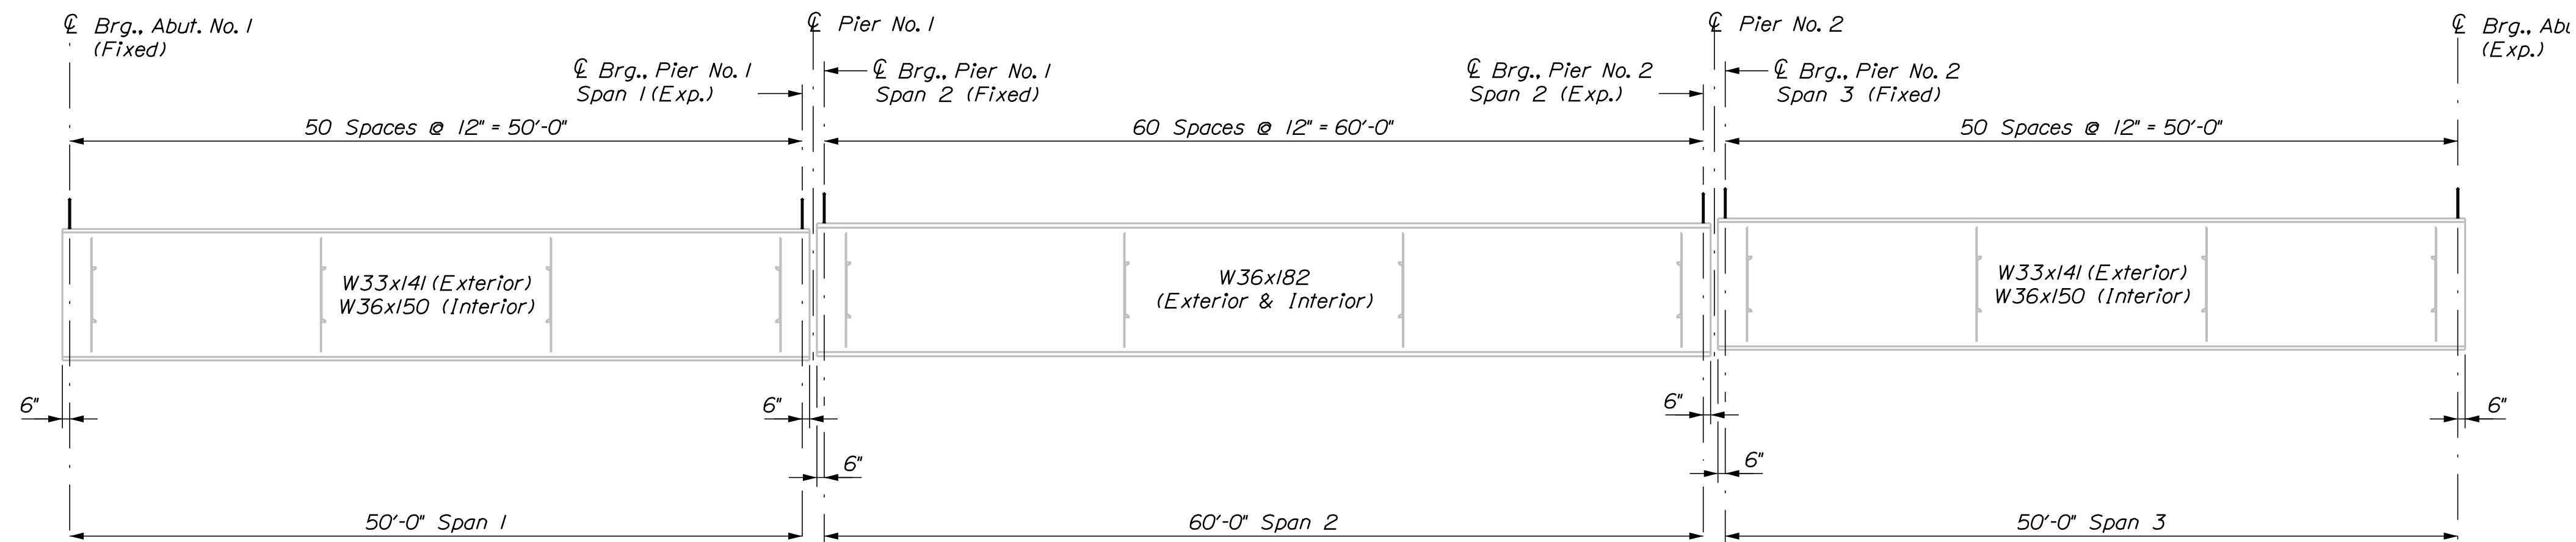 ℄ Brg., Abut. No. 1
(Fixed)
℄ Pier No. 1
℄ Pier No. 2
℄ Brg., Abu
(Exp.)
℄ Brg., Pier No. 1
Span 1 (Exp.)
℄ Brg., Pier No. 1
Span 2 (Fixed)
℄ Brg., Pier No. 2
Span 2 (Exp.)
℄ Brg., Pier No. 2
Span 3 (Fixed)
50 Spaces @ 12" = 50'-0"
60 Spaces @ 12" = 60'-0"
50 Spaces @ 12" = 50'-0"
W33x141 (Exterior)
W36x150 (Interior)
W36x182
(Exterior & Interior)
W33x141 (Exterior)
W36x150 (Interior)
6"
6"
6"
6"
6"
6"
50'-0" Span 1
60'-0" Span 2
50'-0" Span 3